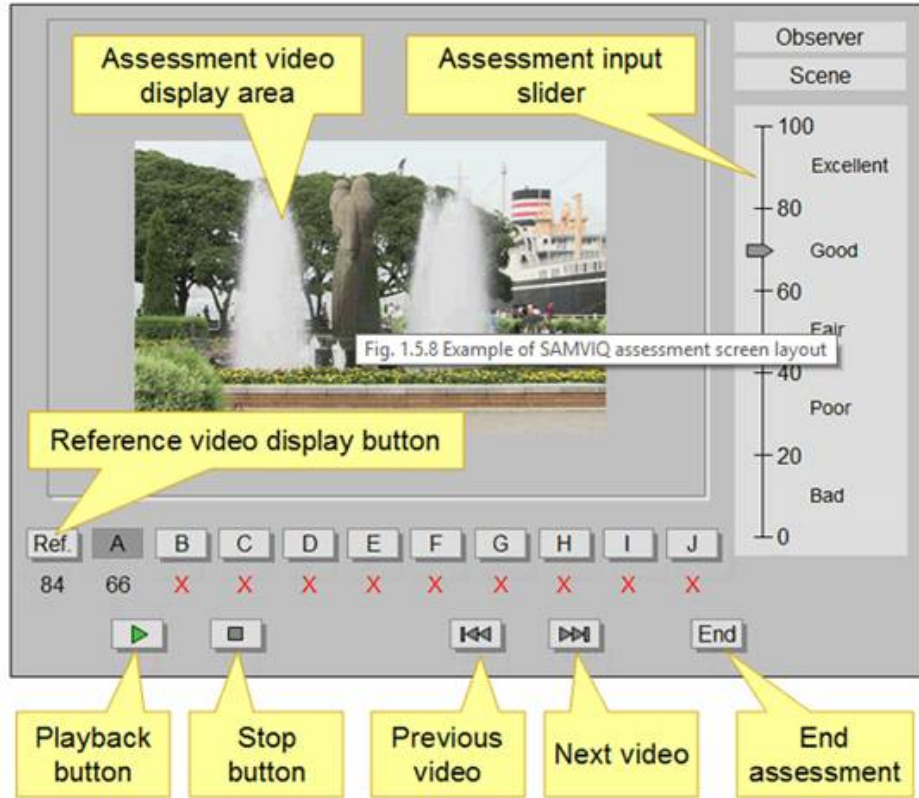 Assessment video
display area
Assessment input
slider
Observer
Scene
100
Excellent
80
Good
60
Fair
40
Poor
20
Bad
0
Fig. 1.5.8 Example of SAMVIQ assessment screen layout
Reference video display button
Ref. A B C D E F G H I J
84 66 X X X X X X X X X
End
Playback
button
Stop
button
Previous
video
Next video
End
assessment